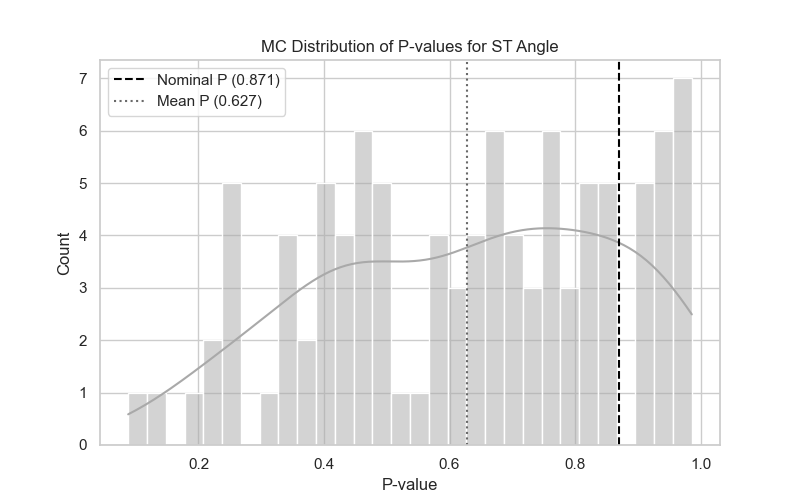 MC Distribution of P-values for ST Angle
Nominal P (0.871)
Mean P (0.627)
Count
7
6
5
4
3
2
1
0
0.2 0.4 0.6 0.8 1.0
P-value